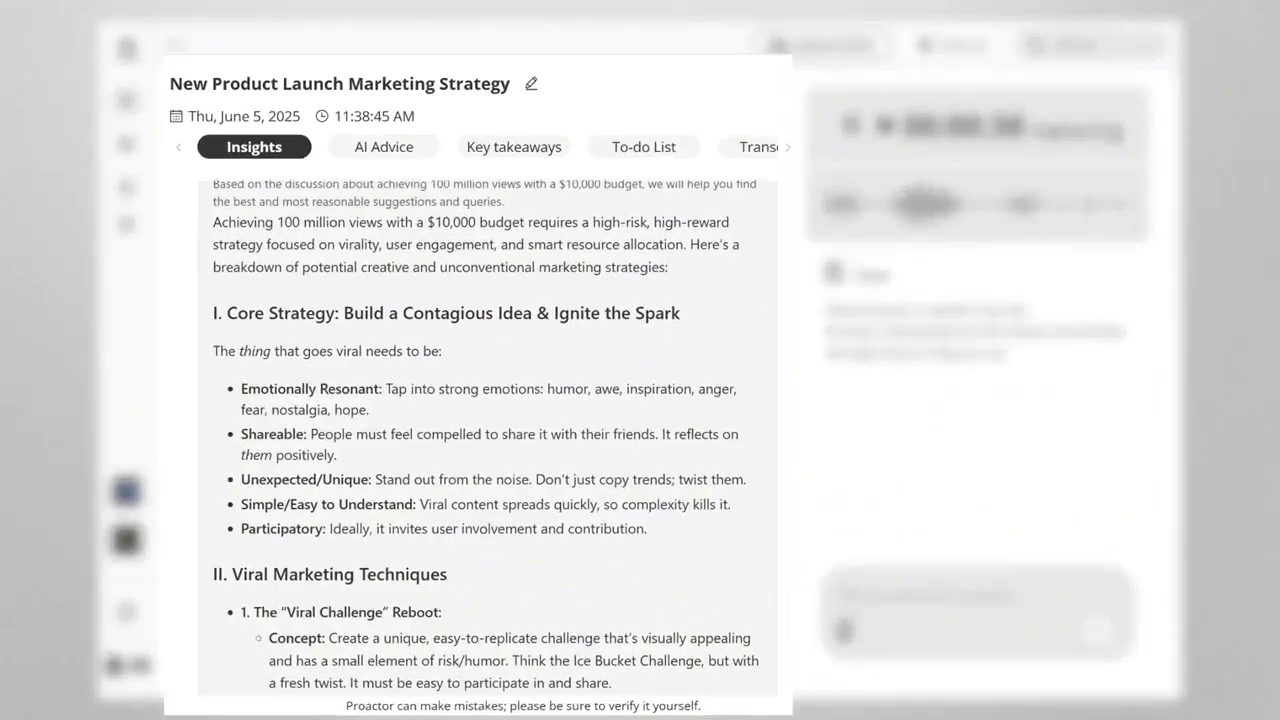 New Product Launch Marketing Strategy
Thu, June 5, 2025 11:38:45 AM
Insights AI Advice Key takeaways To-do List Transc
Based on the discussion about achieving 100 million views with a $10,000 budget, we will help you find
the best and most reasonable suggestions and queries.
Achieving 100 million views with a $10,000 budget requires a high-risk, high-reward
strategy focused on virality, user engagement, and smart resource allocation. Here's a
breakdown of potential creative and unconventional marketing strategies:
I. Core Strategy: Build a Contagious Idea & Ignite the Spark
The thing that goes viral needs to be:
• Emotionally Resonant: Tap into strong emotions: humor, awe, inspiration, anger,
fear, nostalgia, hope.
• Shareable: People must feel compelled to share it with their friends. It reflects on
them positively.
• Unexpected/Unique: Stand out from the noise. Don't just copy trends; twist them.
• Simple/Easy to Understand: Viral content spreads quickly, so complexity kills it.
• Participatory: Ideally, it invites user involvement and contribution.
II. Viral Marketing Techniques
• 1. The “Viral Challenge” Reboot:
○ Concept: Create a unique, easy-to-replicate challenge that's visually appealing
and has a small element of risk/humor. Think the Ice Bucket Challenge, but with
a fresh twist. It must be easy to participate in and share.
Proactor can make mistakes; please be sure to verify it yourself.